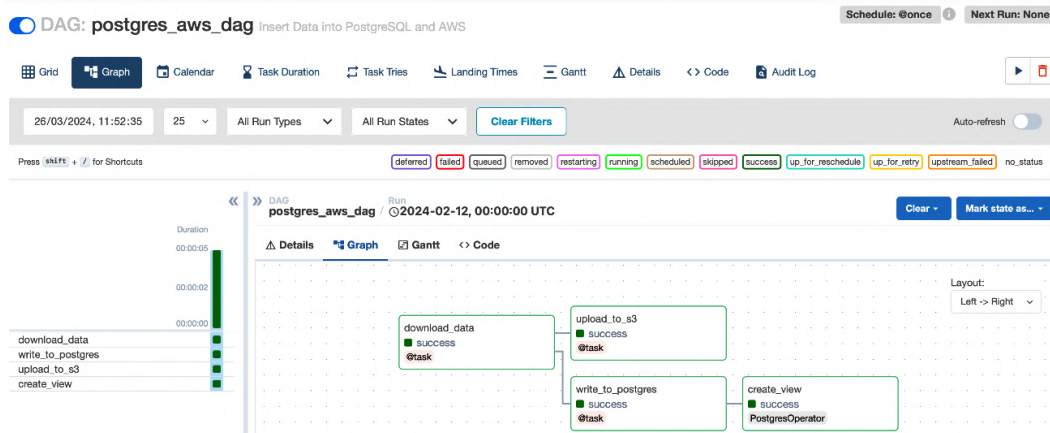 DAG: postgres_aws_dag Insert Data into PostgreSQL and AWS
Schedule: @once
Next Run: None
Grid
Graph
Calendar
Task Duration
Task Tries
Landing Times
Gantt
Details
Code
Audit Log
26/03/2024, 11:52:35
25
All Run Types
All Run States
Clear Filters
Auto-refresh
Press shift + / for Shortcuts
deferred
failed
queued
removed
restarting
running
scheduled
skipped
success
up_for_reschedule
up_for_retry
upstream_failed
no_status
Duration
00:00:05
00:00:02
00:00:00
download_data
write_to_postgres
upload_to_s3
create_view
DAG
postgres_aws_dag
/
Run
2024-02-12, 00:00:00 UTC
Clear
Mark state as...
Details
Graph
Gantt
Code
Layout:
Left -> Right
download_data
success
@task
upload_to_s3
success
@task
write_to_postgres
success
@task
create_view
success
PostgresOperator